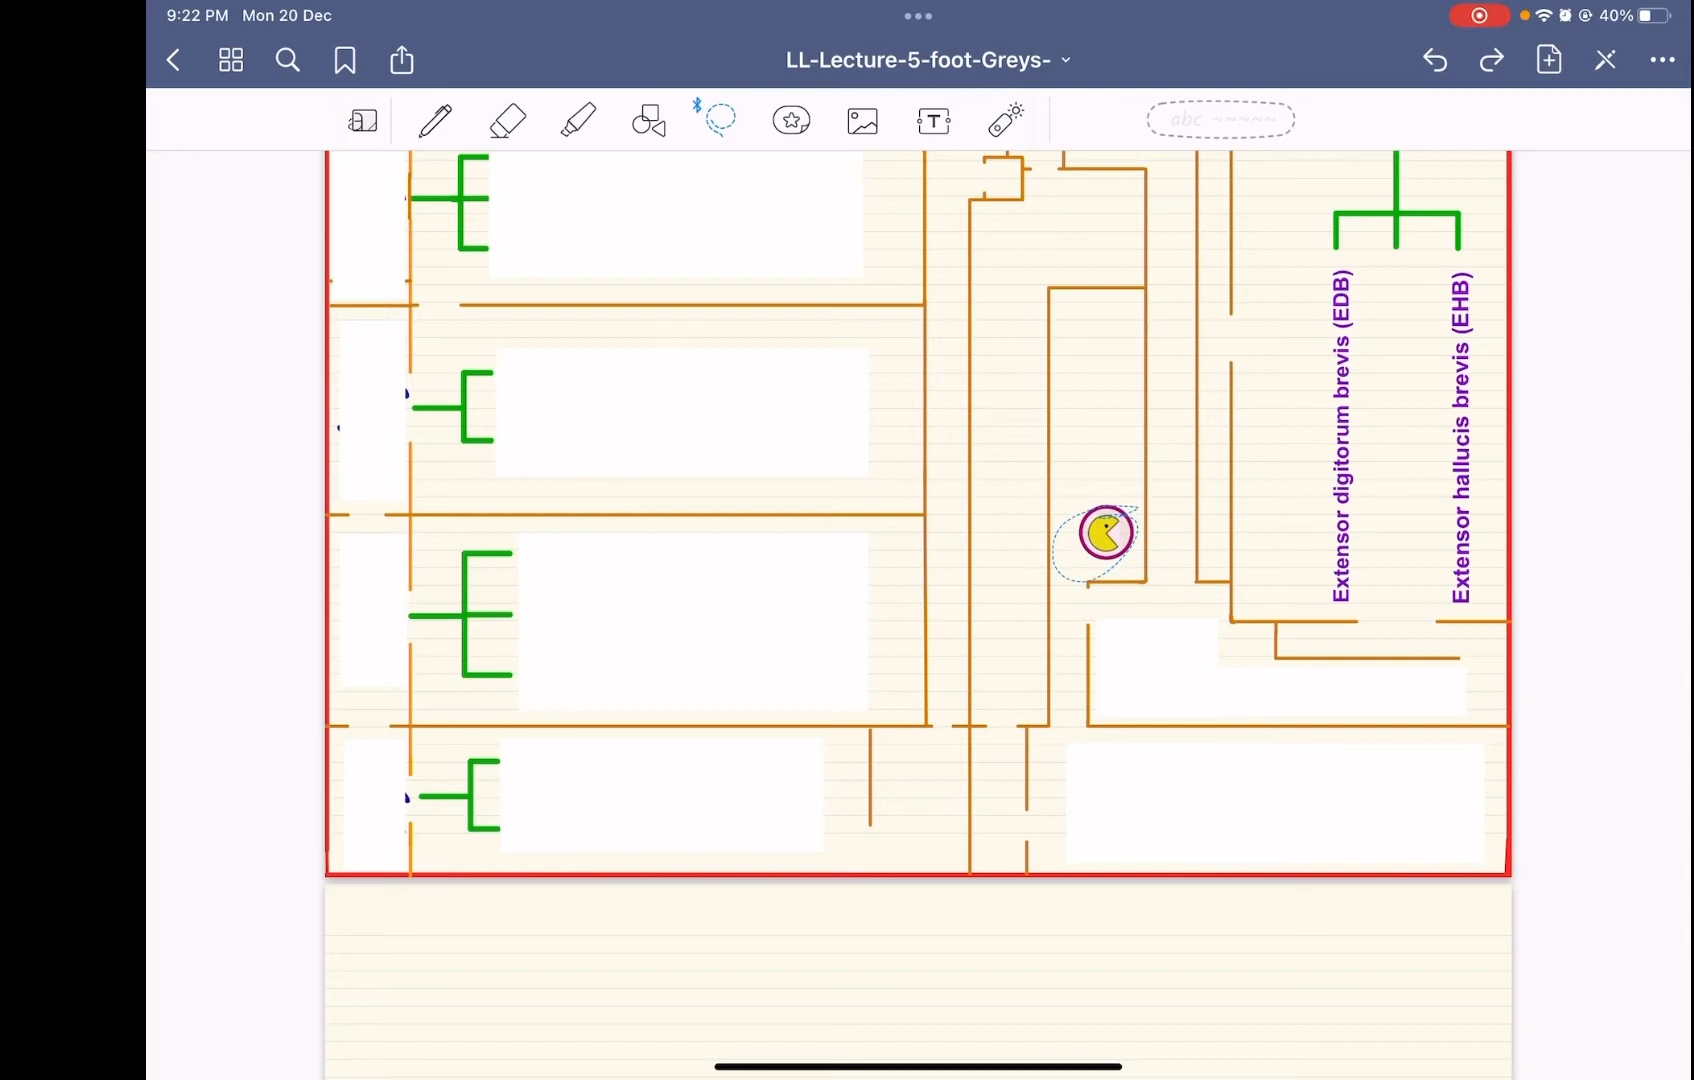 9:22 PM Mon 20 Dec
40%
LL-Lecture-5-foot-Greys-
T
abc
Extensor digitorum brevis (EDB)
Extensor hallucis brevis (EHB)